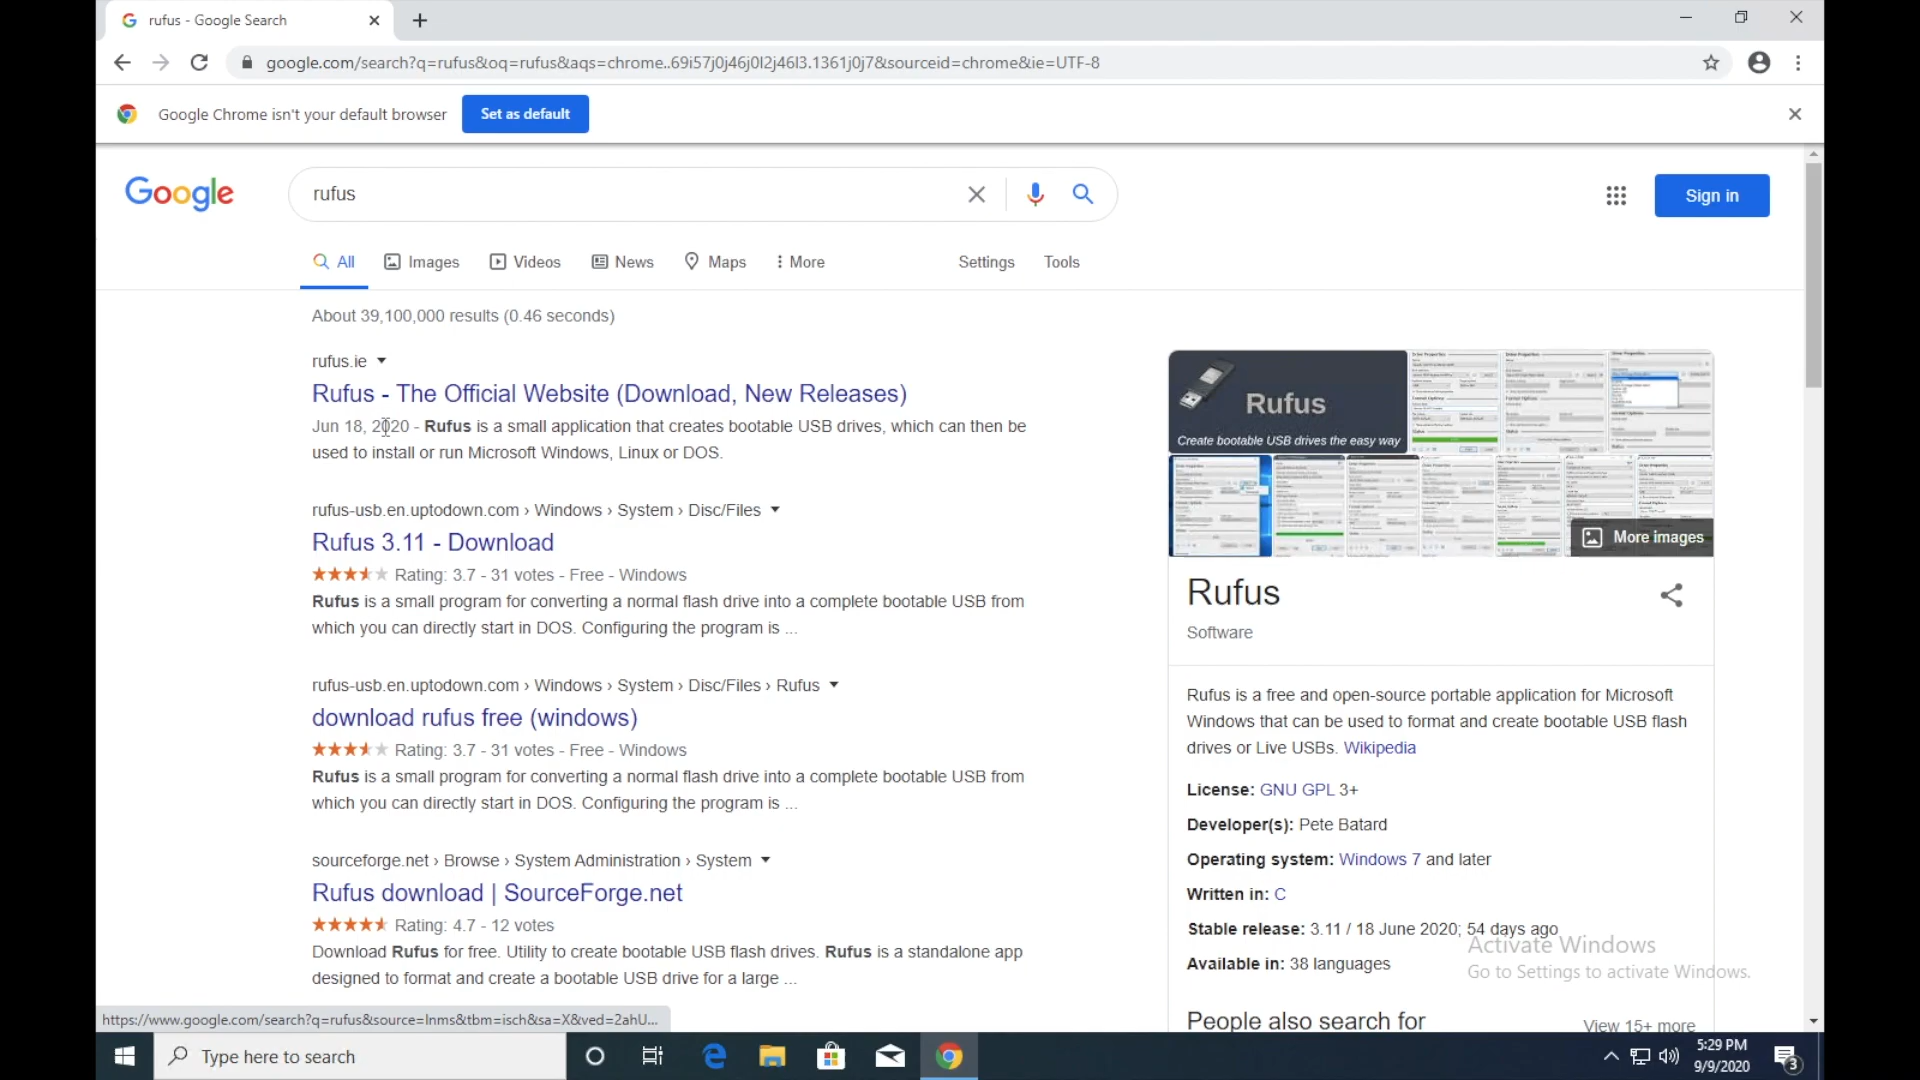 rufus - Google Search
google.com/search?q=rufus&oq=rufus&aqs=chrome..69i57j0j46j0l2j46l3.1361j0j7&sourceid=chrome&ie=UTF-8
Google Chrome isn't your default browser Set as default
Google rufus Sign in
All Images Videos News Maps More Settings Tools
About 39,100,000 results (0.46 seconds)
rufus.ie
Rufus - The Official Website (Download, New Releases)
Jun 18, 2020 - Rufus is a small application that creates bootable USB drives, which can then be
used to install or run Microsoft Windows, Linux or DOS.
rufus-usb.en.uptodown.com › Windows › System › Disc/Files
Rufus 3.11 - Download
Rating: 3.7 - 31 votes - Free - Windows
Rufus is a small program for converting a normal flash drive into a complete bootable USB from
which you can directly start in DOS. Configuring the program is ...
rufus-usb.en.uptodown.com › Windows › System › Disc/Files › Rufus
download rufus free (windows)
Rating: 3.7 - 31 votes - Free - Windows
Rufus is a small program for converting a normal flash drive into a complete bootable USB from
which you can directly start in DOS. Configuring the program is ...
sourceforge.net › Browse › System Administration › System
Rufus download | SourceForge.net
Rating: 4.7 - 12 votes
Download Rufus for free. Utility to create bootable USB flash drives. Rufus is a standalone app
designed to format and create a bootable USB drive for a large ...
Rufus
Create bootable USB drives the easy way
More images
Rufus
Software
Rufus is a free and open-source portable application for Microsoft
Windows that can be used to format and create bootable USB flash
drives or Live USBs. Wikipedia
License: GNU GPL 3+
Developer(s): Pete Batard
Operating system: Windows 7 and later
Written in: C
Stable release: 3.11 / 18 June 2020; 54 days ago
Available in: 38 languages
Activate Windows
Go to Settings to activate Windows.
People also search for View 15+ more
https://www.google.com/search?q=rufus&source=lnms&tbm=isch&sa=X&ved=2ahU...
Type here to search
5:29 PM
9/9/2020
3